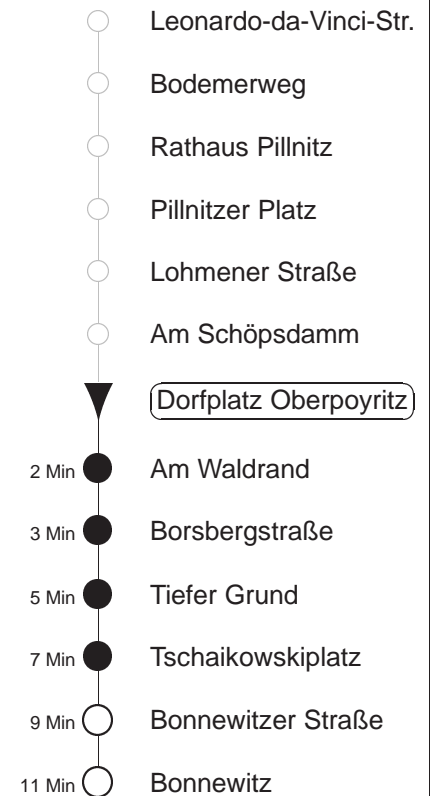 Leonardo-da-Vinci-Str.
Bodemerweg
Rathaus Pillnitz
Pillnitzer Platz
Lohmener Straße
Am Schöpsdamm
Dorfplatz Oberpoyritz
2 Min Am Waldrand
3 Min Borsbergstraße
5 Min Tiefer Grund
7 Min Tschaikowskiplatz
9 Min Bonnewitzer Straße
11 Min Bonnewitz